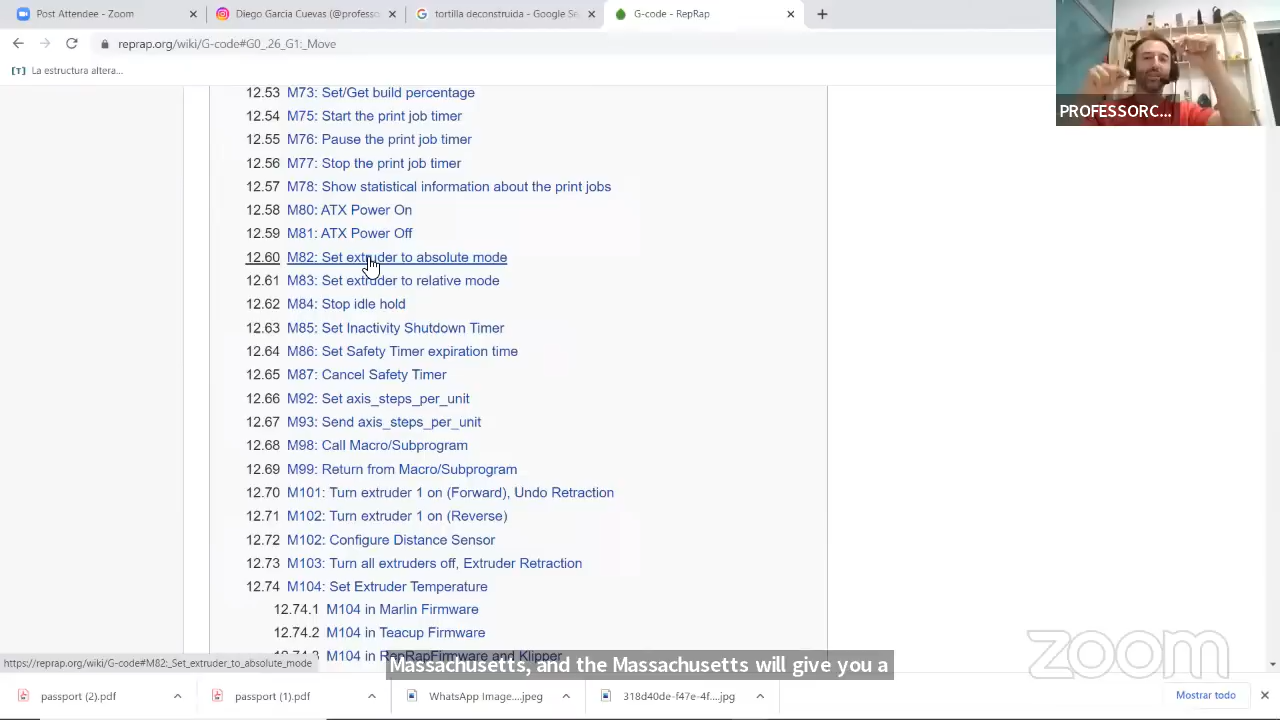 Post Attende - Zoom
Diego Garcia Cuevas (@professo
tortilla deconstruida - Google Se
G-code - RepRap
reprap.org/wiki/G-code#G0_.26_G1:_Move
[T] La estructura altera...
PROFESSORC...
12.53 M73: Set/Get build percentage
12.54 M75: Start the print job timer
12.55 M76: Pause the print job timer
12.56 M77: Stop the print job timer
12.57 M78: Show statistical information about the print jobs
12.58 M80: ATX Power On
12.59 M81: ATX Power Off
12.60 M82: Set extruder to absolute mode
12.61 M83: Set extruder to relative mode
12.62 M84: Stop idle hold
12.63 M85: Set Inactivity Shutdown Timer
12.64 M86: Set Safety Timer expiration time
12.65 M87: Cancel Safety Timer
12.66 M92: Set axis_steps_per_unit
12.67 M93: Send axis_steps_per_unit
12.68 M98: Call Macro/Subprogram
12.69 M99: Return from Macro/Subprogram
12.70 M101: Turn extruder 1 on (Forward), Undo Retraction
12.71 M102: Turn extruder 1 on (Reverse)
12.72 M102: Configure Distance Sensor
12.73 M103: Turn all extruders off, Extruder Retraction
12.74 M104: Set Extruder Temperature
12.74.1 M104 in Marlin Firmware
12.74.2 M104 in Teacup Firmware
12.74.3 M104 in RepRapFirmware and Klipper
zoom
https://reprap.org/wiki/G-code#M82:_Set_extruder_to_absolute_mode
Massachusetts, and the Massachusetts will give you a
passport (2).pdf
passport (1).pdf
WhatsApp Image....jpeg
318d40de-f47e-4f....jpg
Mostrar todo